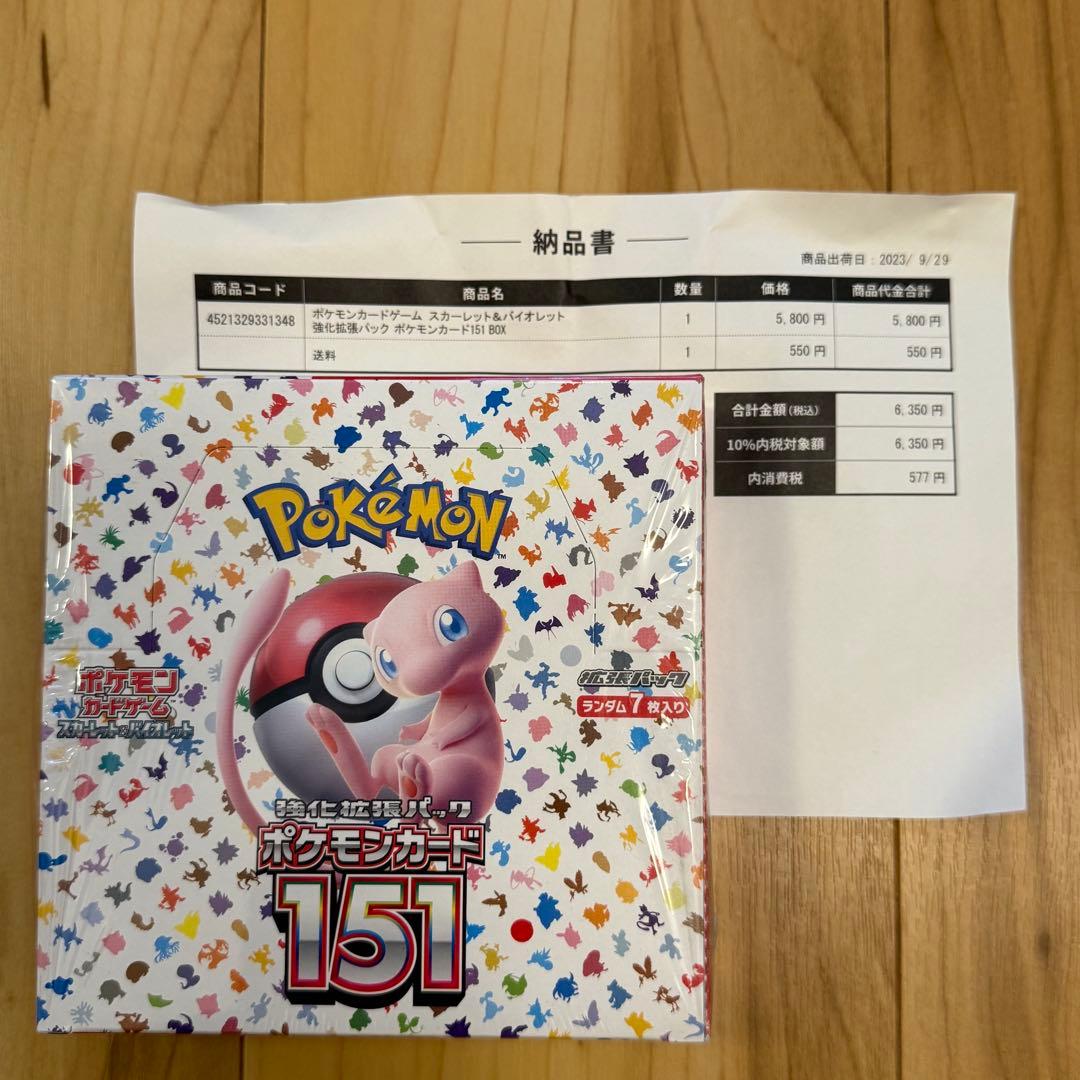 納品書
商品出荷日：2023/ 9/29
商品コード 商品名 数量 価格 商品代金合計
4521329331348 ポケモンカードゲーム スカーレット&バイオレット 1 5,800 円 5,800 円
強化拡張パック ポケモンカード151 BOX
送料 1 550 円 550 円
合計金額(税込) 6,350 円
10%内税対象額 6,350 円
内消費税 577 円
POKéMON
TM
ポケモン
カードゲーム
スカーレット&バイオレット
拡張パック
ランダム7枚入り
強化拡張パック
ポケモンカード
151